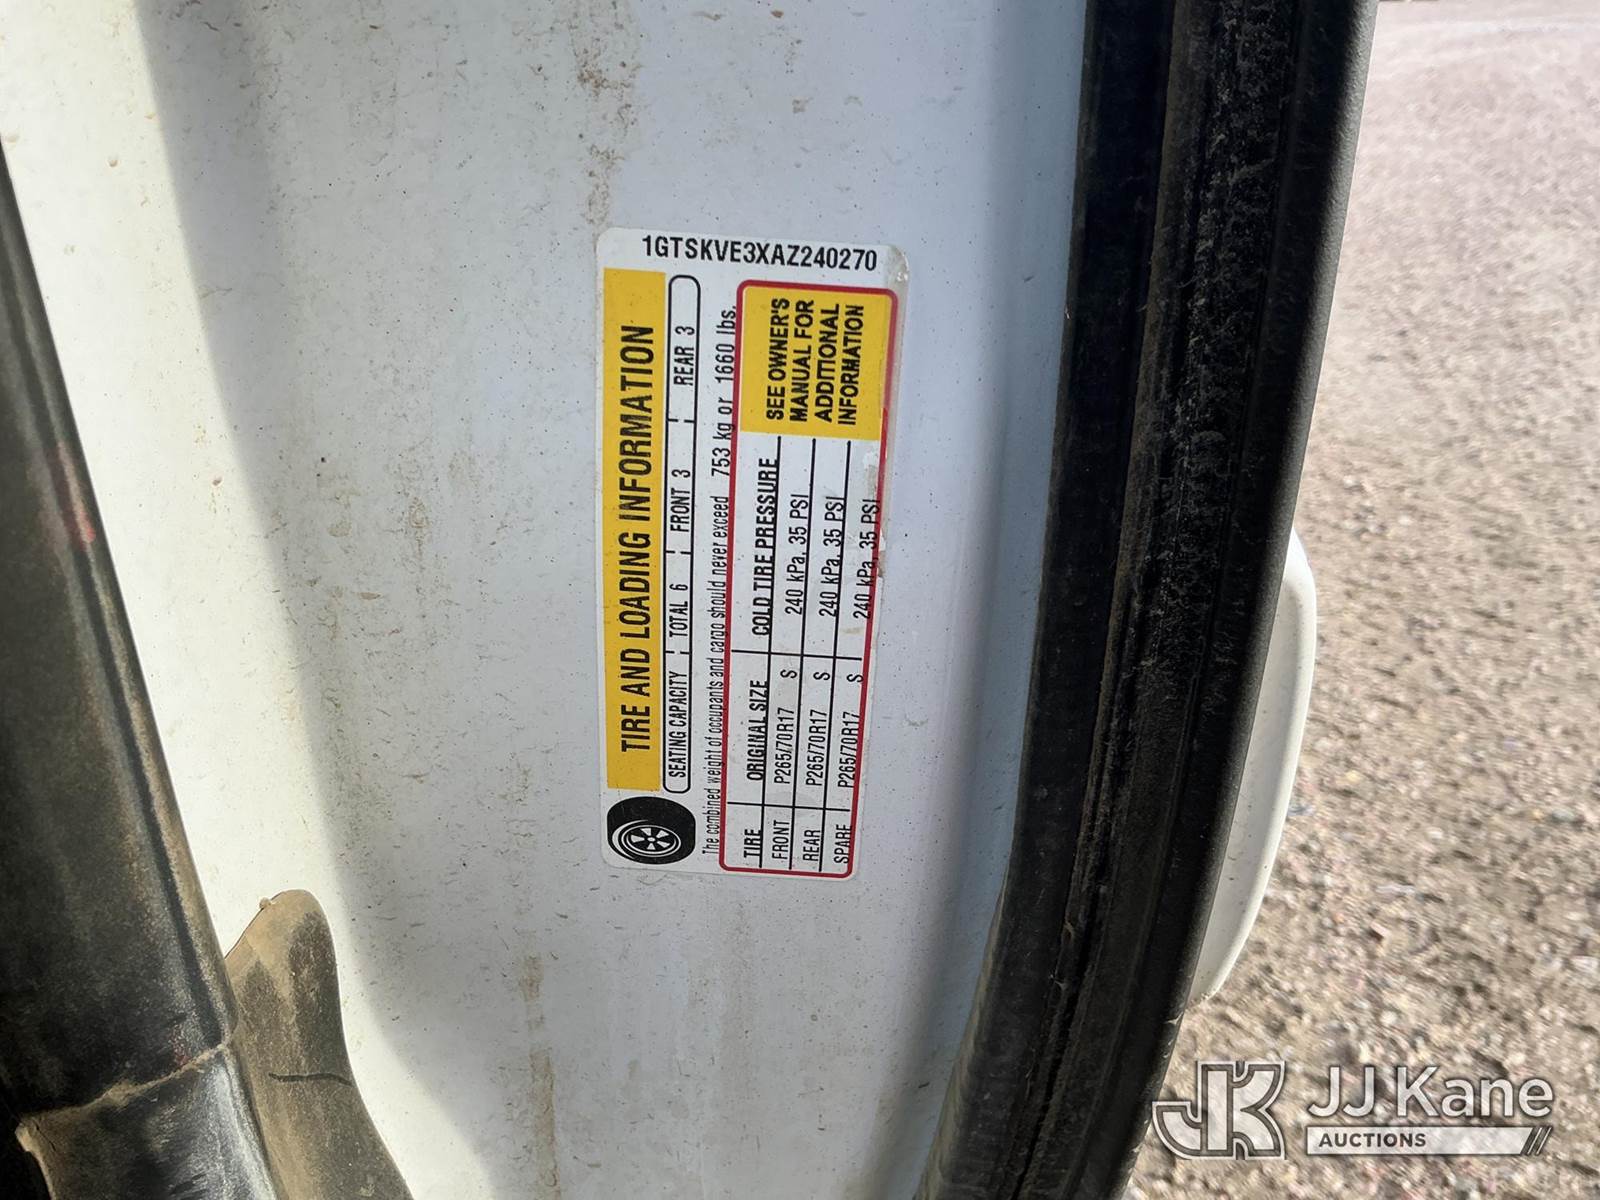 1GTSKVE3XAZ240270
TIRE AND LOADING INFORMATION
SEATING CAPACITY TOTAL 6 FRONT 3 REAR 3
The combined weight of occupants and cargo should never exceed 753 kg or 1660 lbs.
TIRE ORIGINAL SIZE COLD TIRE PRESSURE
FRONT P265/70R17 S 240 kPa, 35 PSI
REAR P265/70R17 S 240 kPa, 35 PSI
SPARE P265/70R17 S 240 kPa, 35 PSI
SEE OWNER'S
MANUAL FOR
ADDITIONAL
INFORMATION
JK JJ Kane
AUCTIONS